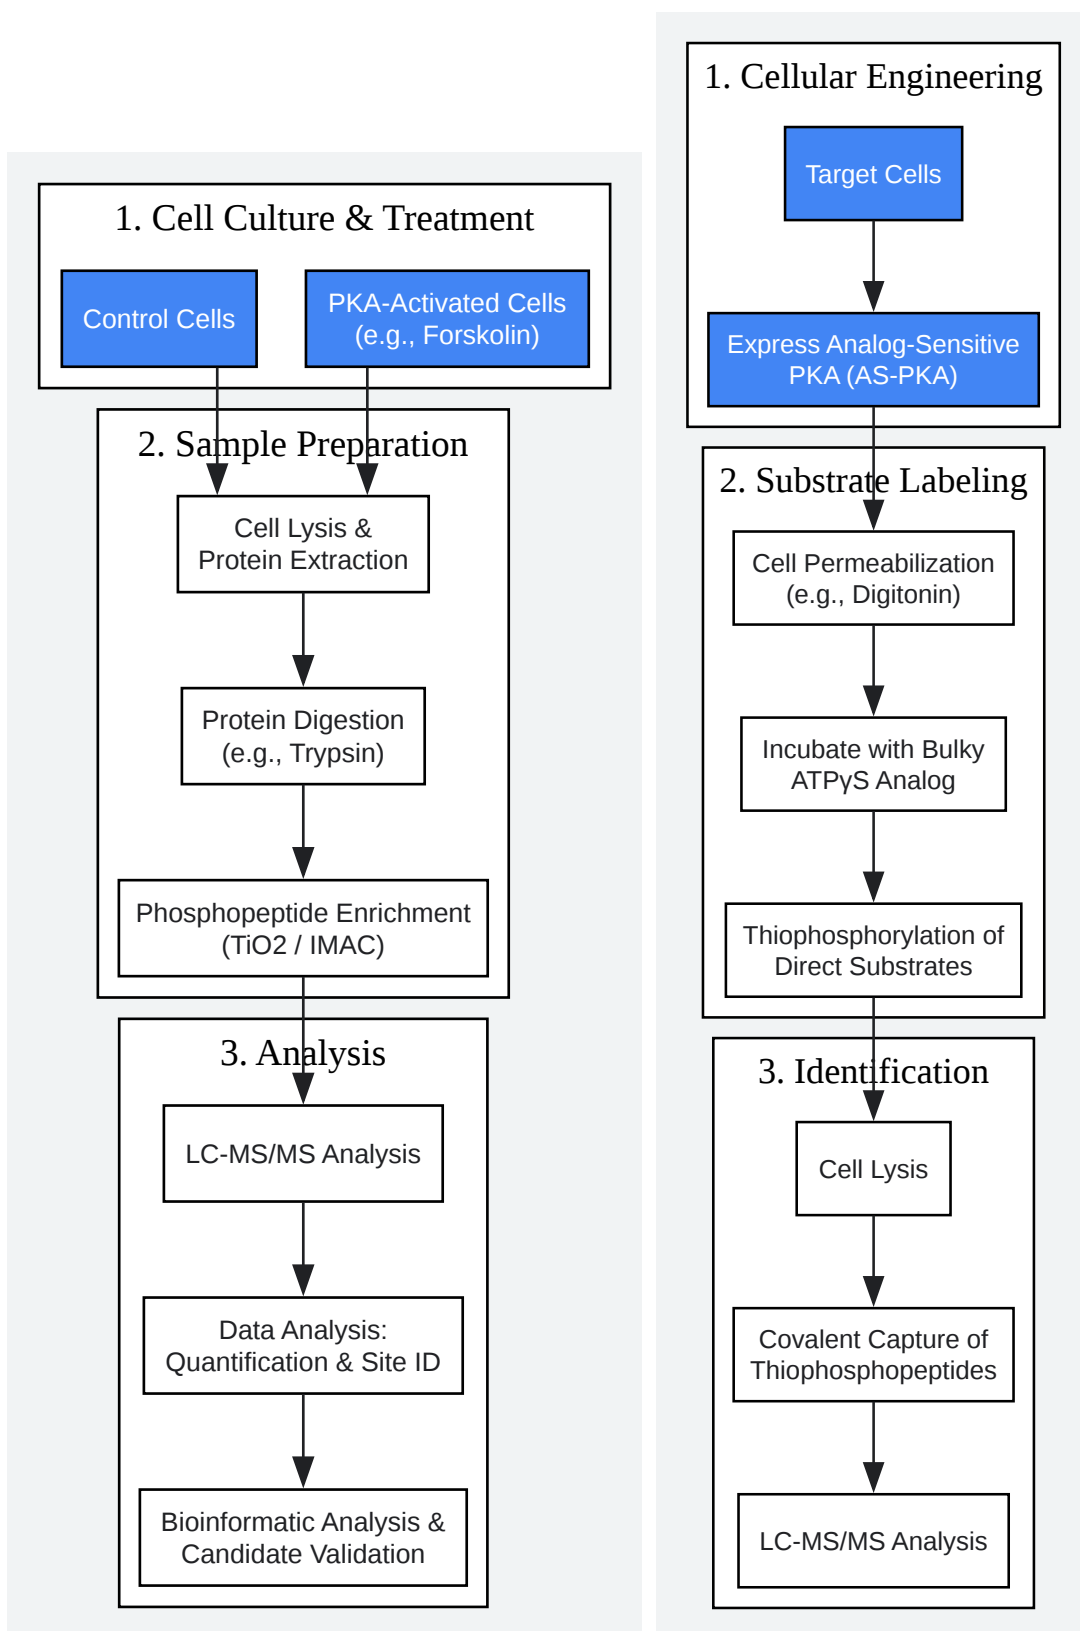 1. Cell Culture & Treatment
Control Cells
PKA-Activated Cells
(e.g., Forskolin)
2. Sample Preparation
Cell Lysis &
Protein Extraction
Protein Digestion
(e.g., Trypsin)
Phosphopeptide Enrichment
(TiO2 / IMAC)
3. Analysis
LC-MS/MS Analysis
Data Analysis:
Quantification & Site ID
Bioinformatic Analysis &
Candidate Validation
1. Cellular Engineering
Target Cells
Express Analog-Sensitive
PKA (AS-PKA)
2. Substrate Labeling
Cell Permeabilization
(e.g., Digitonin)
Incubate with Bulky
ATPγS Analog
Thiophosphorylation of
Direct Substrates
3. Identification
Cell Lysis
Covalent Capture of
Thiophosphopeptides
LC-MS/MS Analysis